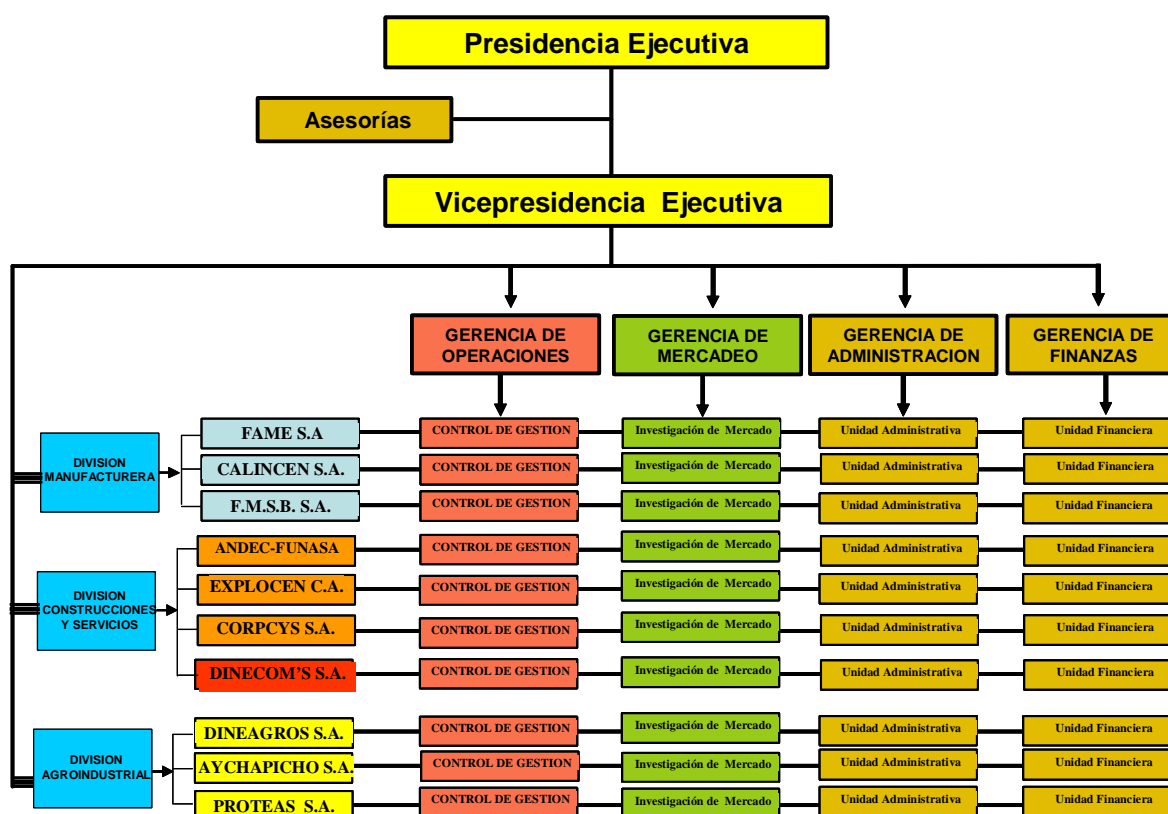 Presidencia Ejecutiva
Asesorías
Vicepresidencia Ejecutiva
GERENCIA DE
OPERACIONES
GERENCIA DE
MERCADEO
GERENCIA DE
ADMINISTRACION
GERENCIA DE
FINANZAS
DIVISION
MANUFACTURERA
FAME S.A CONTROL DE GESTION Investigación de Mercado Unidad Administrativa Unidad Financiera
CALINCEN S.A. CONTROL DE GESTION Investigación de Mercado Unidad Administrativa Unidad Financiera
F.M.S.B. S.A. CONTROL DE GESTION Investigación de Mercado Unidad Administrativa Unidad Financiera
DIVISION
CONSTRUCCIONES
Y SERVICIOS
ANDEC-FUNASA CONTROL DE GESTION Investigación de Mercado Unidad Administrativa Unidad Financiera
EXPLOCEN C.A. CONTROL DE GESTION Investigación de Mercado Unidad Administrativa Unidad Financiera
CORPCYS S.A. CONTROL DE GESTION Investigación de Mercado Unidad Administrativa Unidad Financiera
DINECOM'S S.A. CONTROL DE GESTION Investigación de Mercado Unidad Administrativa Unidad Financiera
DIVISION
AGROINDUSTRIAL
DINEAGROS S.A. CONTROL DE GESTION Investigación de Mercado Unidad Administrativa Unidad Financiera
AYCHAPICHO S.A. CONTROL DE GESTION Investigación de Mercado Unidad Administrativa Unidad Financiera
PROTEAS S.A. CONTROL DE GESTION Investigación de Mercado Unidad Administrativa Unidad Financiera